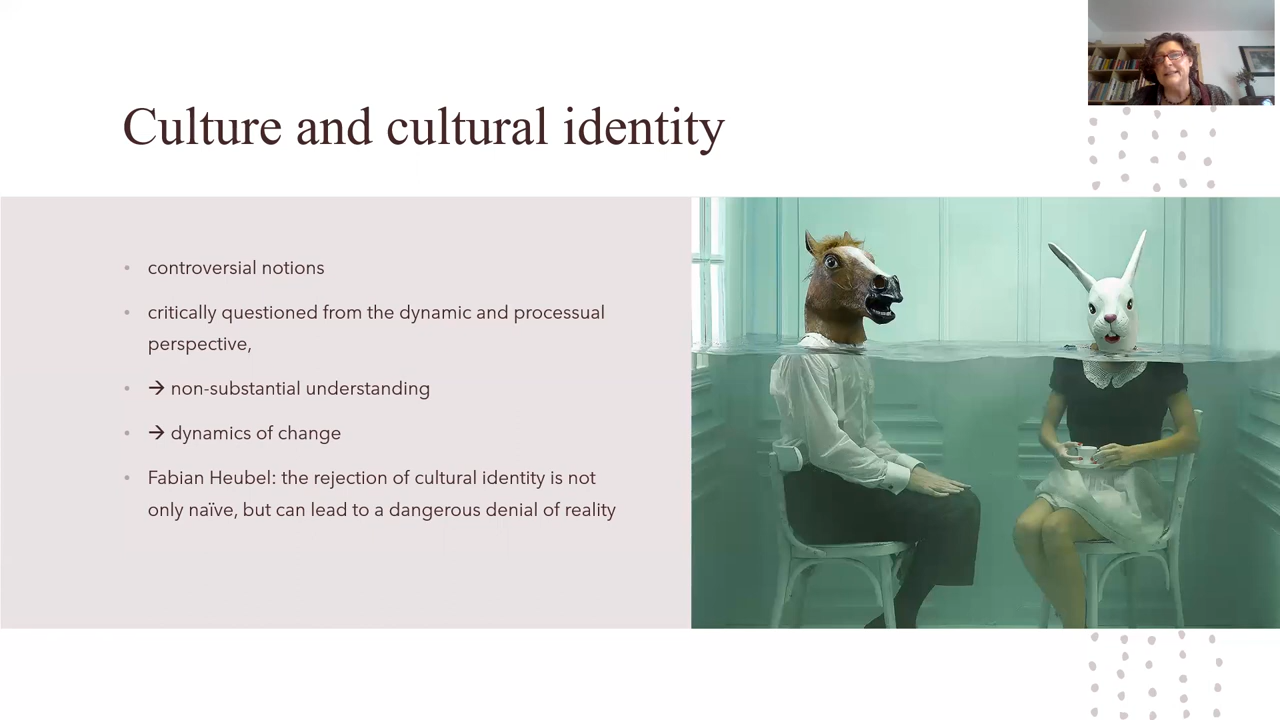 Culture and cultural identity
• controversial notions
• critically questioned from the dynamic and processual
perspective,
• → non-substantial understanding
• → dynamics of change
• Fabian Heubel: the rejection of cultural identity is not
only naïve, but can lead to a dangerous denial of reality